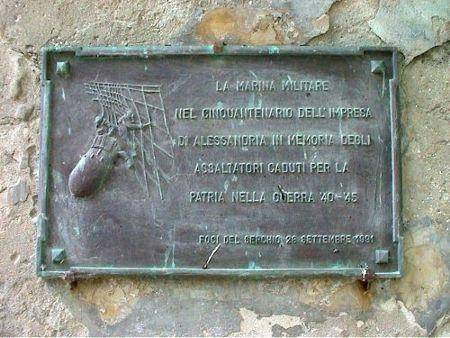 LA MARINA MILITARE
NEL CINQUANTENARIO DELL'IMPRESA
DI ALESSANDRIA IN MEMORIA DEGLI
ASSALTATORI CADUTI PER LA
PATRIA NELLA GUERRA '40-'45
FOCI DEL SERCHIO 28 SETTEMBRE 1991